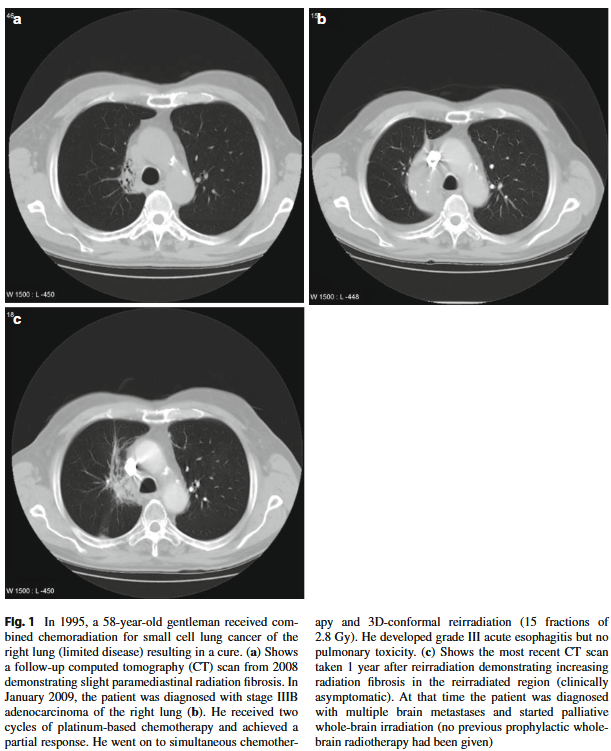 46
a
15
b
W 1500 : L -450
W 1500 : L -448
18
c
W 1500 : L -450
Fig. 1 In 1995, a 58-year-old gentleman received com-
bined chemoradiation for small cell lung cancer of the
right lung (limited disease) resulting in a cure. (a) Shows
a follow-up computed tomography (CT) scan from 2008
demonstrating slight paramediastinal radiation fibrosis. In
January 2009, the patient was diagnosed with stage IIIB
adenocarcinoma of the right lung (b). He received two
cycles of platinum-based chemotherapy and achieved a
partial response. He went on to simultaneous chemother-
apy and 3D-conformal reirradiation (15 fractions of
2.8 Gy). He developed grade III acute esophagitis but no
pulmonary toxicity. (c) Shows the most recent CT scan
taken 1 year after reirradiation demonstrating increasing
radiation fibrosis in the reirradiated region (clinically
asymptomatic). At that time the patient was diagnosed
with multiple brain metastases and started palliative
whole-brain irradiation (no previous prophylactic whole-
brain radiotherapy had been given)